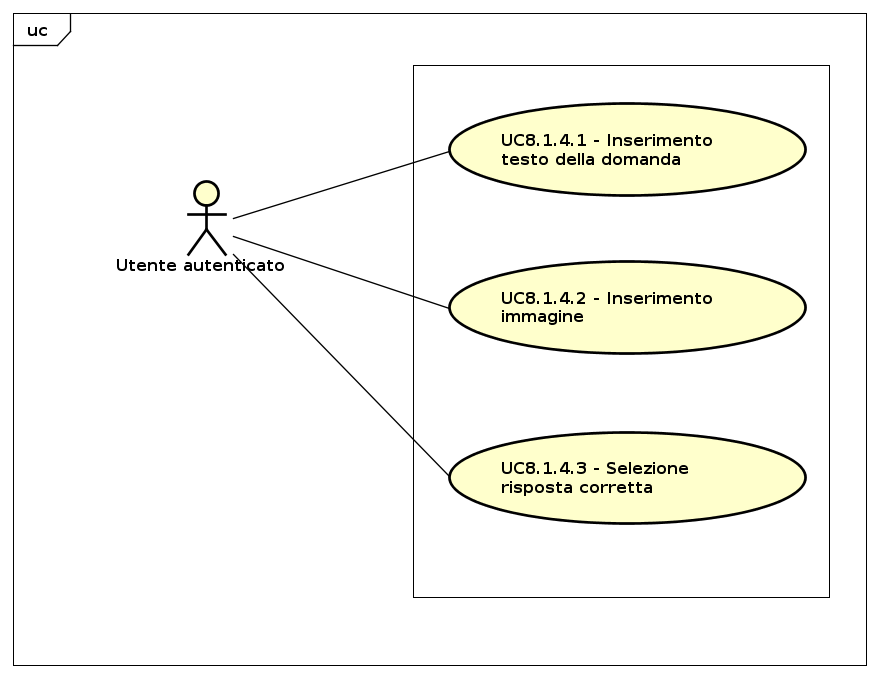 uc
UC8.1.4.1 - Inserimento
testo della domanda
Utente autenticato
UC8.1.4.2 - Inserimento
immagine
UC8.1.4.3 - Selezione
risposta corretta